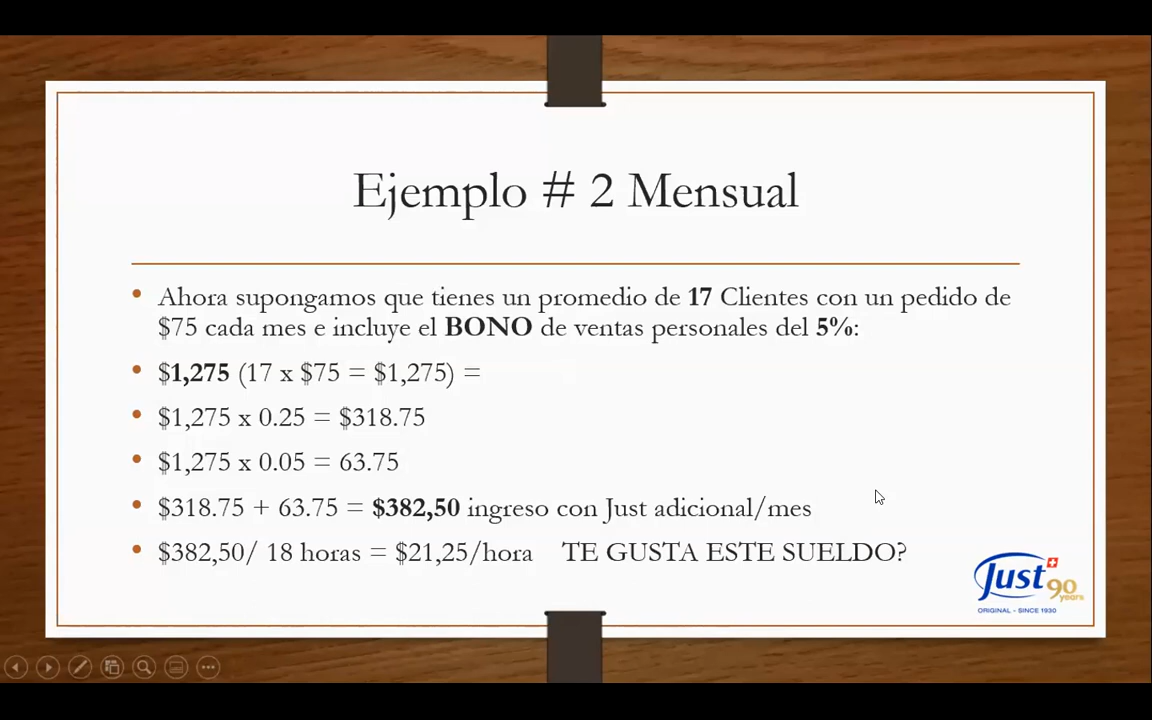 Ejemplo # 2 Mensual
• Ahora supongamos que tienes un promedio de 17 Clientes con un pedido de
$75 cada mes e incluye el BONO de ventas personales del 5%:
• $1,275 (17 x $75 = $1,275) =
• $1,275 x 0.25 = $318.75
• $1,275 x 0.05 = 63.75
• $318.75 + 63.75 = $382,50 ingreso con Just adicional/mes
• $382,50/ 18 horas = $21,25/hora TE GUSTA ESTE SUELDO?
Just 90 years
ORIGINAL - SINCE 1930